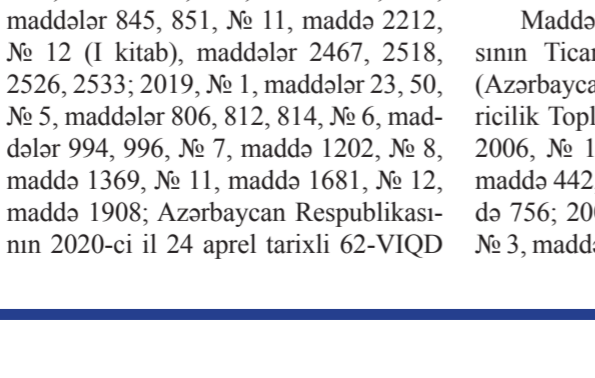 maddələr 845, 851, № 11, maddə 2212,
№ 12 (I kitab), maddələr 2467, 2518,
2526, 2533; 2019, № 1, maddələr 23, 50,
№ 5, maddələr 806, 812, 814, № 6, mad-
dələr 994, 996, № 7, maddə 1202, № 8,
maddə 1369, № 11, maddə 1681, № 12,
maddə 1908; Azərbaycan Respublikası-
nın 2020-ci il 24 aprel tarixli 62-VIQD
Maddə
sının Ticar
(Azərbayca
ricilik Topl
2006, № 1
maddə 442
də 756; 200
№ 3, maddə